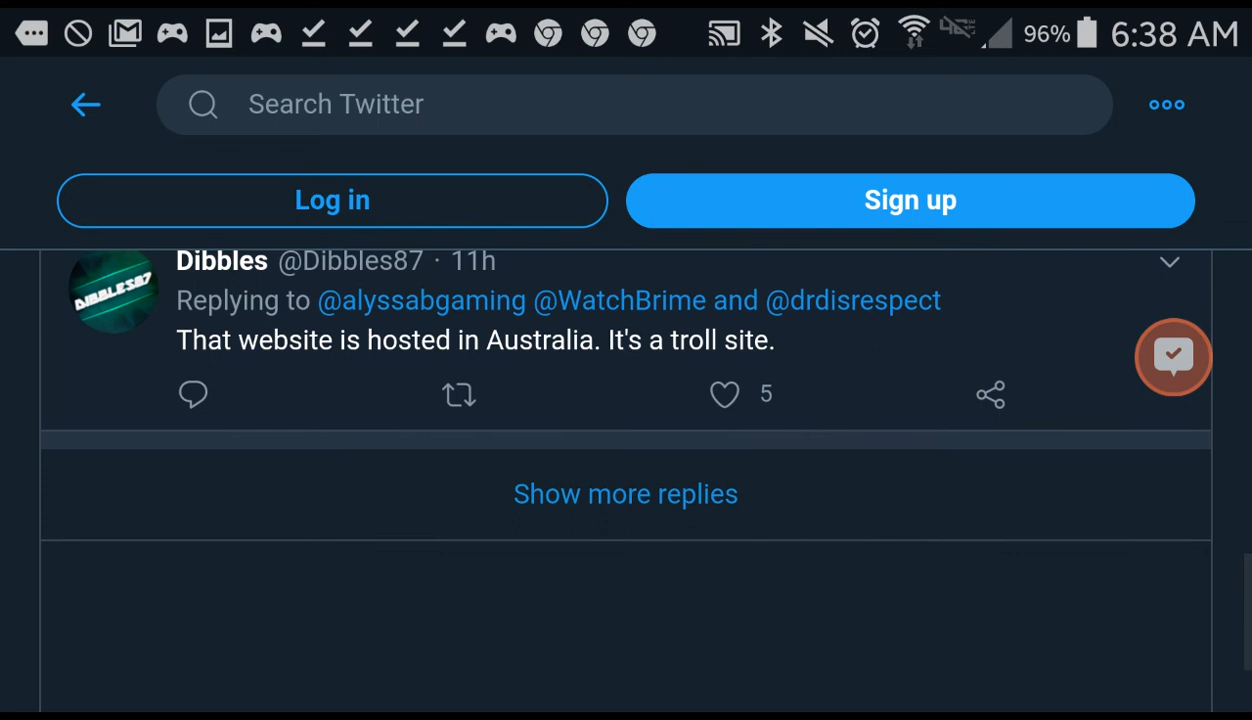 96% 6:38 AM
Search Twitter
Log in
Sign up
Dibbles @Dibbles87 · 11h
Replying to @alyssabgaming @WatchBrime and @drdisrespect
DIBBLES87
That website is hosted in Australia. It's a troll site.
5
Show more replies